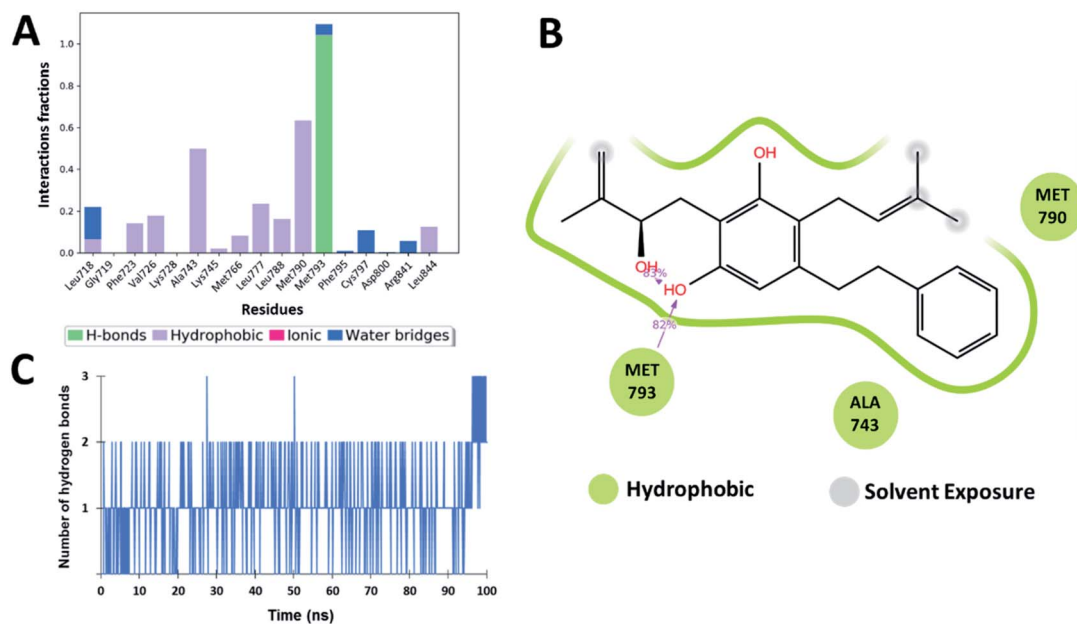 A
Interactions fractions
1.0
0.8
0.6
0.4
0.2
0.0
Leu718
Gly719
Phe723
Val726
Lys728
Ala743
Lys745
Met766
Leu777
Leu788
Met790
Met793
Phe795
Cys797
Asp800
Arg841
Leu844
Residues
H-bonds Hydrophobic Ionic Water bridges
B
OH
OH
83%
HO
82%
MET
790
MET
793
ALA
743
Hydrophobic Solvent Exposure
C
Number of hydrogen bonds
3
2
1
0 10 20 30 40 50 60 70 80 90 100
Time (ns)